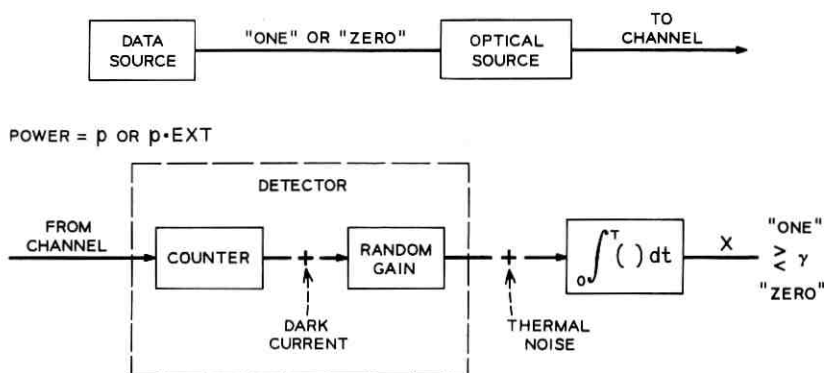 DATA
SOURCE
"ONE" OR "ZERO"
OPTICAL
SOURCE
TO
CHANNEL
POWER = p OR p•EXT
DETECTOR
FROM
CHANNEL
COUNTER
+
RANDOM
GAIN
+
∫₀ᵀ ( ) dt
X
"ONE"
≷ γ
"ZERO"
DARK
CURRENT
THERMAL
NOISE